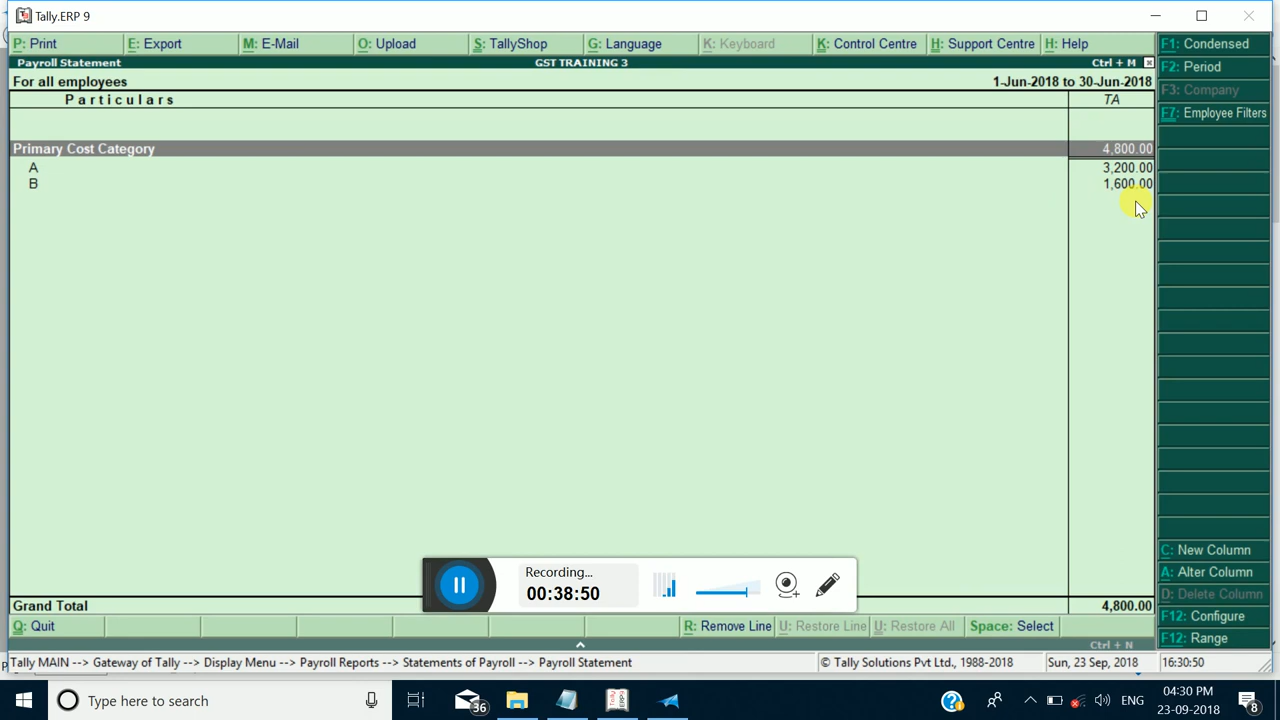 Tally.ERP 9
P: Print E: Export M: E-Mail O: Upload S: TallyShop G: Language K: Keyboard K: Control Centre H: Support Centre H: Help
F1: Condensed
F2: Period
F3: Company
F7: Employee Filters
Payroll Statement GST TRAINING 3 Ctrl + M
For all employees 1-Jun-2018 to 30-Jun-2018
Particulars TA
Primary Cost Category 4,800.00
A 3,200.00
B 1,600.00
Recording...
00:38:50
C: New Column
A: Alter Column
D: Delete Column
F12: Configure
F12: Range
Grand Total 4,800.00
Q: Quit R: Remove Line U: Restore Line U: Restore All Space: Select
Ctrl + N
Tally MAIN --> Gateway of Tally --> Display Menu --> Payroll Reports --> Statements of Payroll --> Payroll Statement © Tally Solutions Pvt Ltd., 1988-2018 Sun, 23 Sep, 2018 16:30:50
Type here to search 36 ENG 04:30 PM
23-09-2018 8